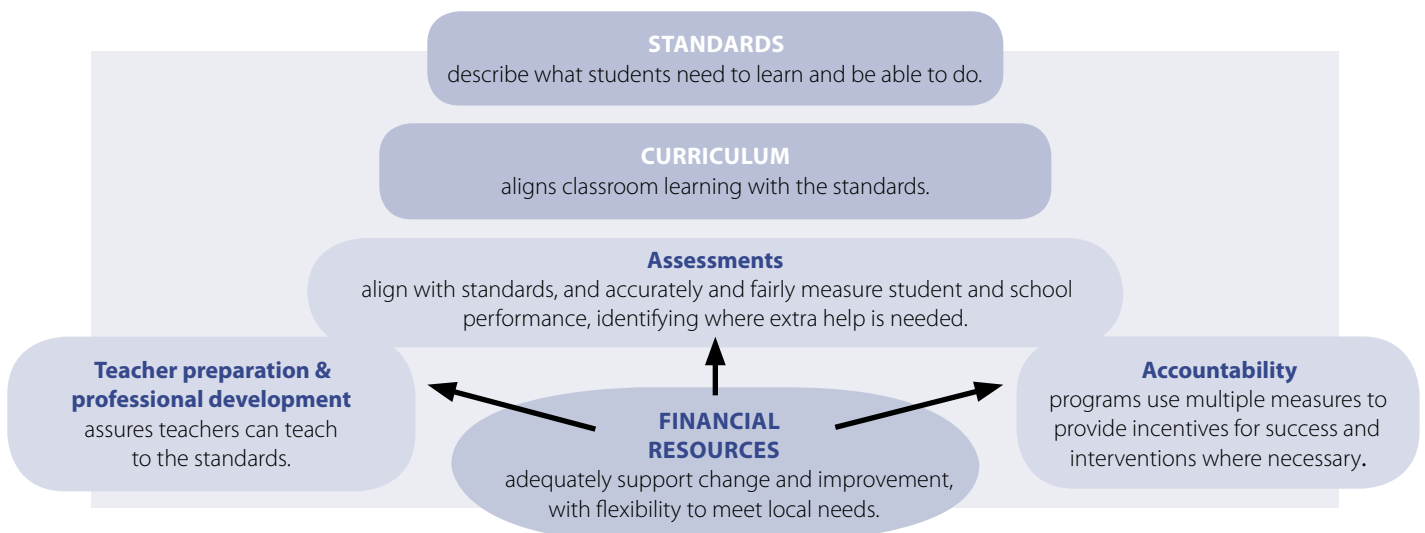 STANDARDS
describe what students need to learn and be able to do.
CURRICULUM
aligns classroom learning with the standards.
Assessments
align with standards, and accurately and fairly measure student and school
performance, identifying where extra help is needed.
Teacher preparation &
professional development
assures teachers can teach
to the standards.
FINANCIAL
RESOURCES
adequately support change and improvement,
with flexibility to meet local needs.
Accountability
programs use multiple measures to
provide incentives for success and
interventions where necessary.